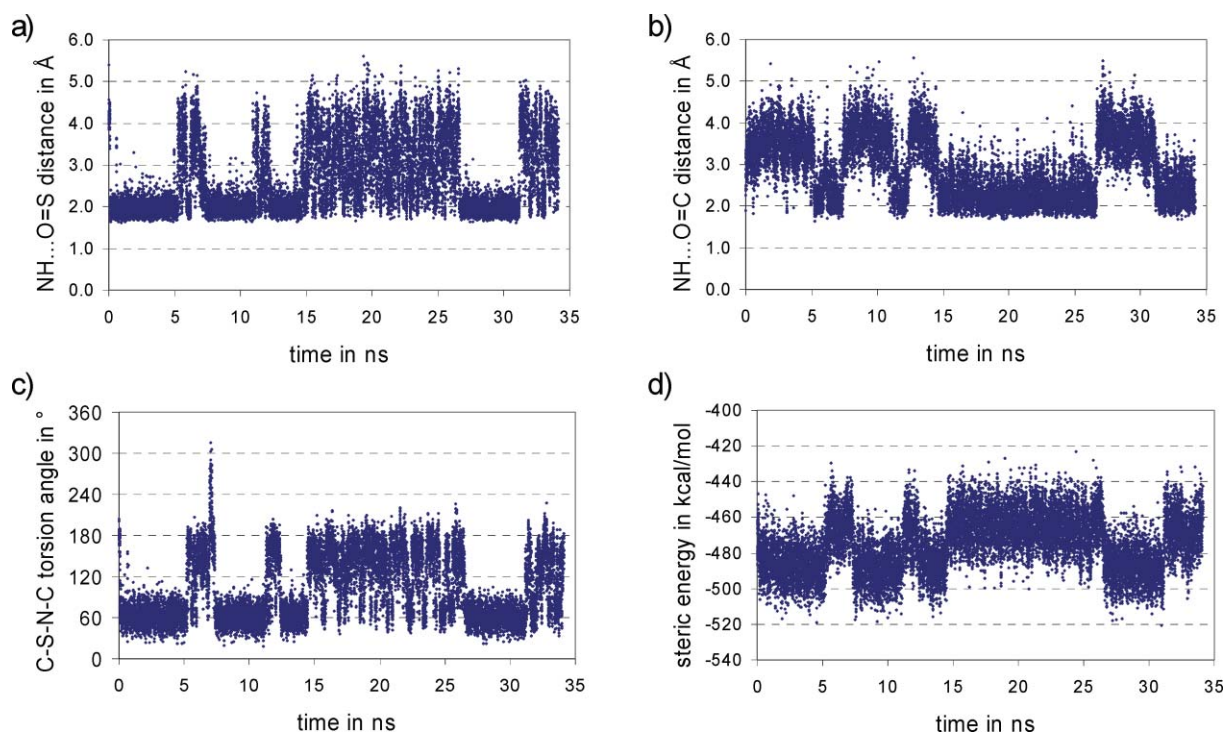 a)
NH...O=S distance in Å
6.0
5.0
4.0
3.0
2.0
1.0
0.0
0 5 10 15 20 25 30 35
time in ns
b)
NH...O=C distance in Å
6.0
5.0
4.0
3.0
2.0
1.0
0.0
0 5 10 15 20 25 30 35
time in ns
c)
C-S-N-C torsion angle in °
360
300
240
180
120
60
0
0 5 10 15 20 25 30 35
time in ns
d)
steric energy in kcal/mol
-400
-420
-440
-460
-480
-500
-520
-540
0 5 10 15 20 25 30 35
time in ns